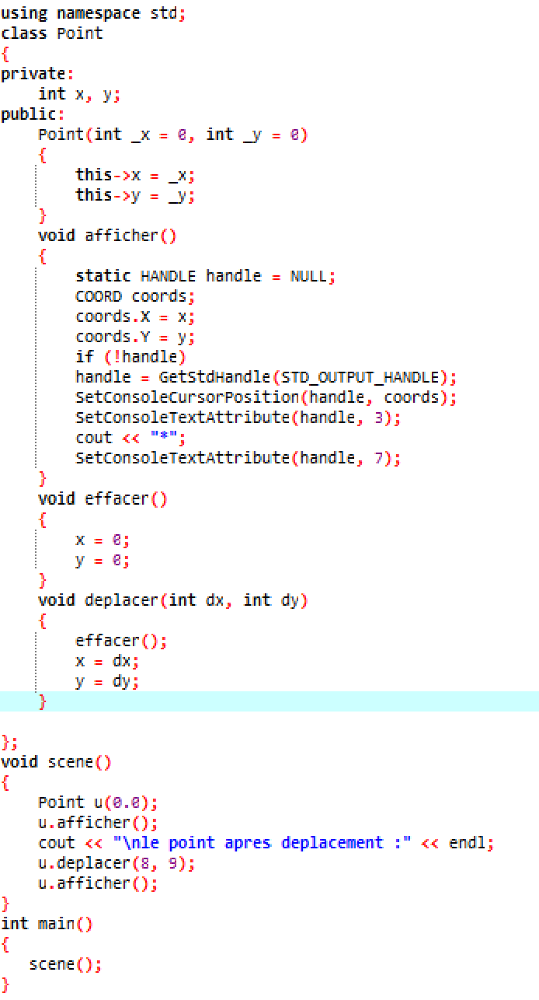 using namespace std;
class Point
{
private:
    int x, y;
public:
    Point(int _x = 0, int _y = 0)
    {
        this->x = _x;
        this->y = _y;
    }
    void afficher()
    {
        static HANDLE handle = NULL;
        COORD coords;
        coords.X = x;
        coords.Y = y;
        if (!handle)
        handle = GetStdHandle(STD_OUTPUT_HANDLE);
        SetConsoleCursorPosition(handle, coords);
        SetConsoleTextAttribute(handle, 3);
        cout << "*";
        SetConsoleTextAttribute(handle, 7);
    }
    void effacer()
    {
        x = 0;
        y = 0;
    }
    void deplacer(int dx, int dy)
    {
        effacer();
        x = dx;
        y = dy;
    }
};
void scene()
{
    Point u(0.0);
    u.afficher();
    cout << "\nle point apres deplacement :" << endl;
    u.deplacer(8, 9);
    u.afficher();
}
int main()
{
   scene();
}